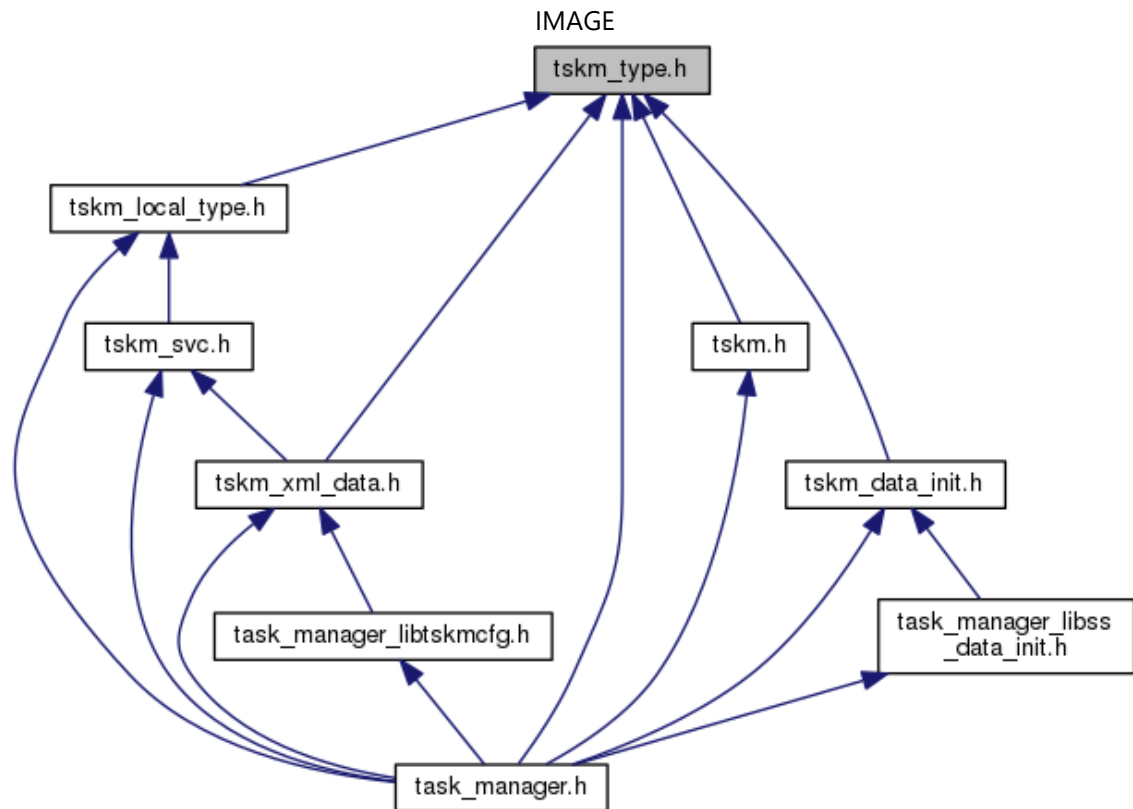 IMAGE
tskm_type.h
tskm_local_type.h
tskm_svc.h
tskm.h
tskm_xml_data.h
tskm_data_init.h
task_manager_libtskmcfg.h
task_manager_libss
_data_init.h
task_manager.h